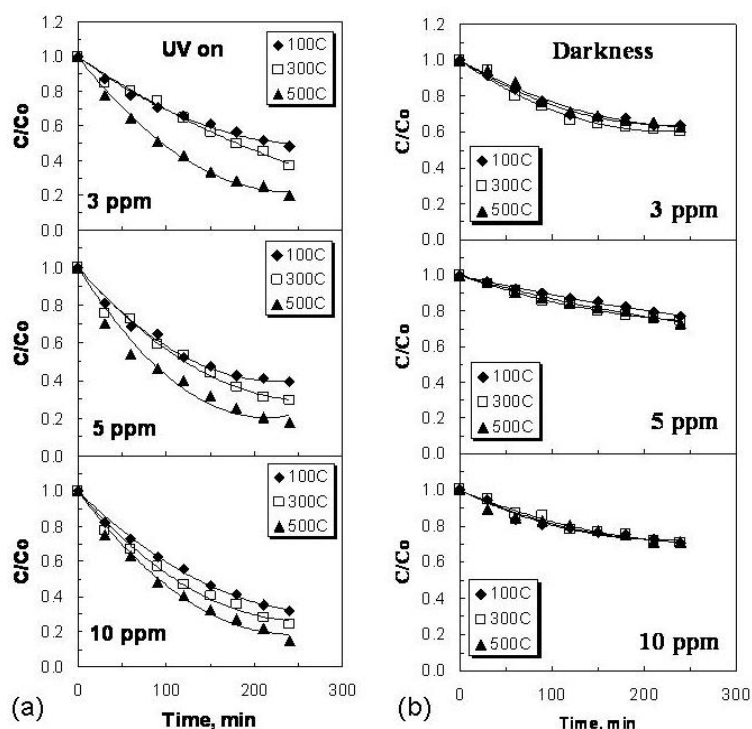 1.2
1.0
0.8
0.6
0.4
0.2
0.0
C/Co
UV on
100C
300C
500C
3 ppm
1.0
0.8
0.6
0.4
0.2
0.0
C/Co
100C
300C
500C
5 ppm
1.0
0.8
0.6
0.4
0.2
0.0
C/Co
100C
300C
500C
10 ppm
0 100 200 300
Time, min
(a)
1.2
1.0
0.8
0.6
0.4
0.2
0.0
C/Co
Darkness
100C
300C
500C
3 ppm
1.0
0.8
0.6
0.4
0.2
0.0
C/Co
100C
300C
500C
5 ppm
1.0
0.8
0.6
0.4
0.2
0.0
C/Co
100C
300C
500C
10 ppm
0 100 200 300
Time, min
(b)